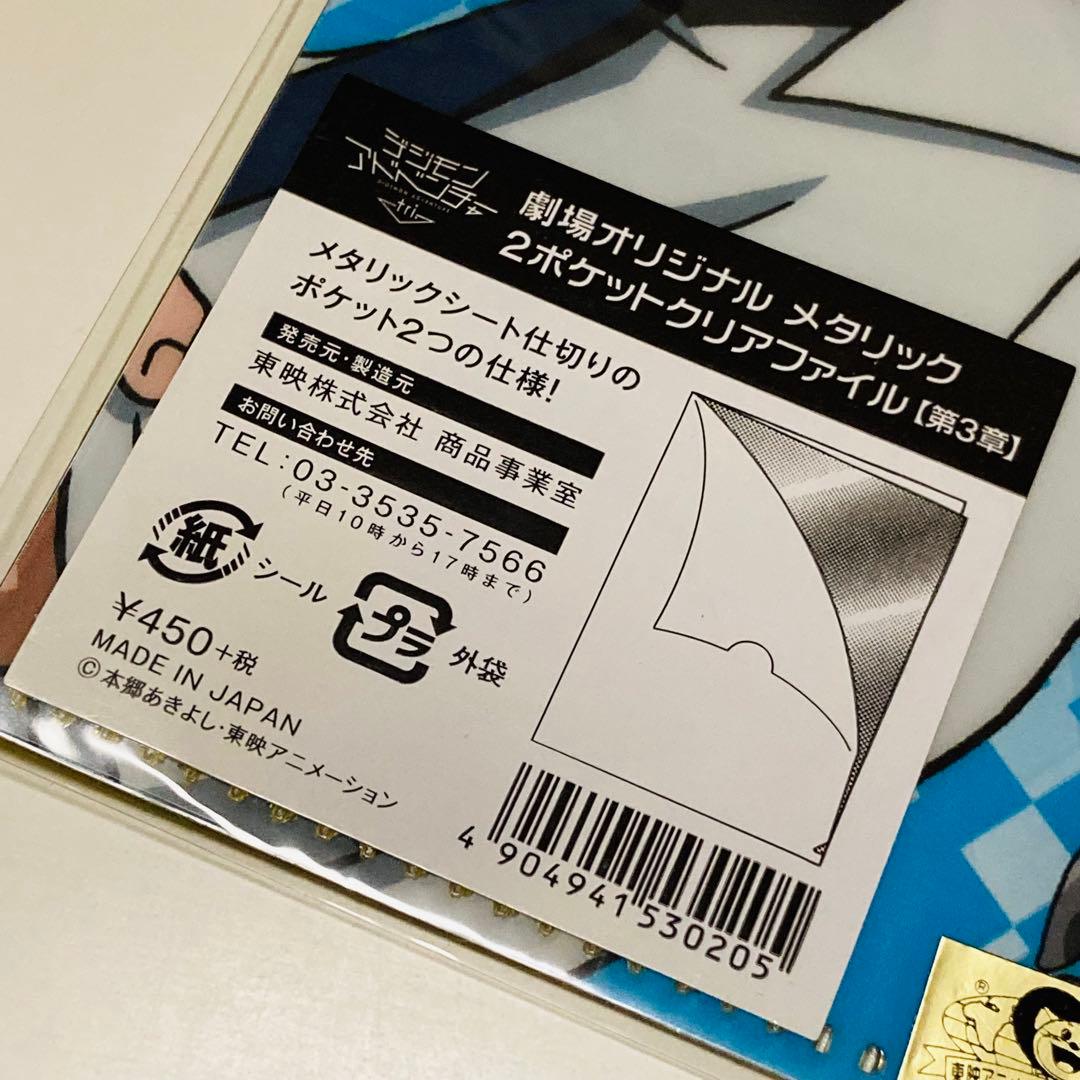 デジモン
アドベンチャー
DIGIMON ADVENTURE
tri.
劇場オリジナル メタリック
2ポケットクリアファイル【第3章】
メタリックシート仕切りの
ポケット2つの仕様!
発売元・製造元
東映株式会社 商品事業室
お問い合わせ先
TEL:03-3535-7566
(平日10時から17時まで)
紙 シール
プラ 外袋
¥450+税
MADE IN JAPAN
©本郷あきよし・東映アニメーション
4 904941 530205
®
東映アニ